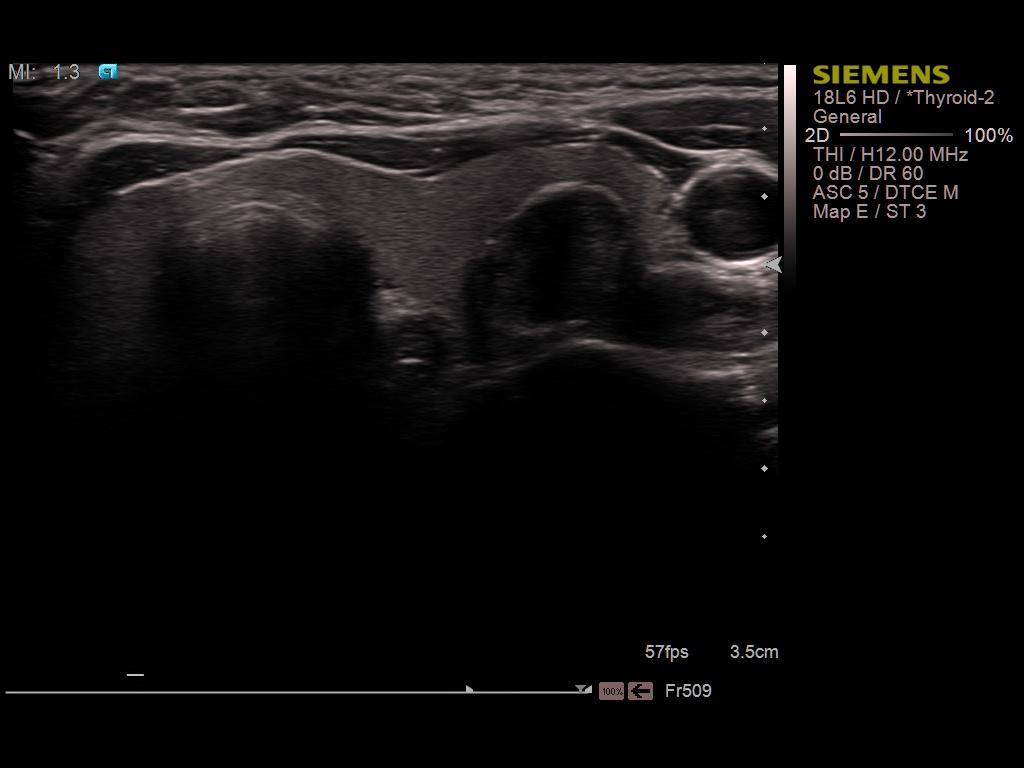 MI: 1.3
SIEMENS
18L6 HD / *Thyroid-2
General
2D 100%
THI / H12.00 MHz
0 dB / DR 60
ASC 5 / DTCE M
Map E / ST 3
57fps 3.5cm
100% Fr509